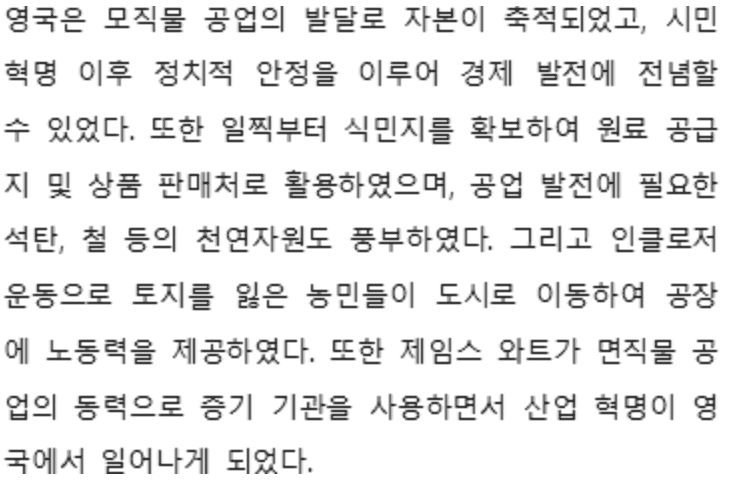 영국은 모직물 공업의 발달로 자본이 축적되었고, 시민
혁명 이후 정치적 안정을 이루어 경제 발전에 전념할
수 있었다. 또한 일찍부터 식민지를 확보하여 원료 공급
지 및 상품 판매처로 활용하였으며, 공업 발전에 필요한
석탄, 철 등의 천연자원도 풍부하였다. 그리고 인클로저
운동으로 토지를 잃은 농민들이 도시로 이동하여 공장
에 노동력을 제공하였다. 또한 제임스 와트가 면직물 공
업의 동력으로 증기 기관을 사용하면서 산업 혁명이 영
국에서 일어나게 되었다.